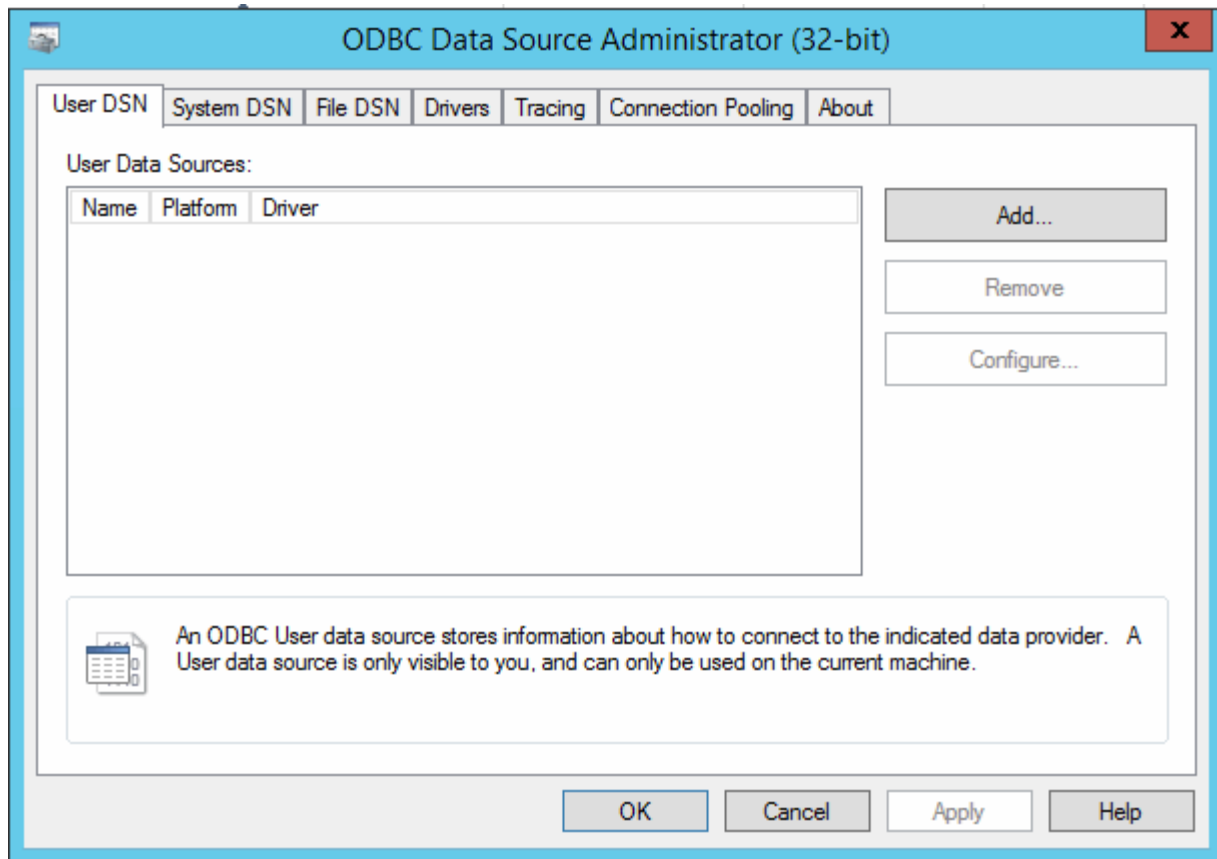 ODBC Data Source Administrator (32-bit)
x
User DSN System DSN File DSN Drivers Tracing Connection Pooling About
User Data Sources:
Name Platform Driver
Add...
Remove
Configure...
An ODBC User data source stores information about how to connect to the indicated data provider. A
User data source is only visible to you, and can only be used on the current machine.
OK Cancel Apply Help